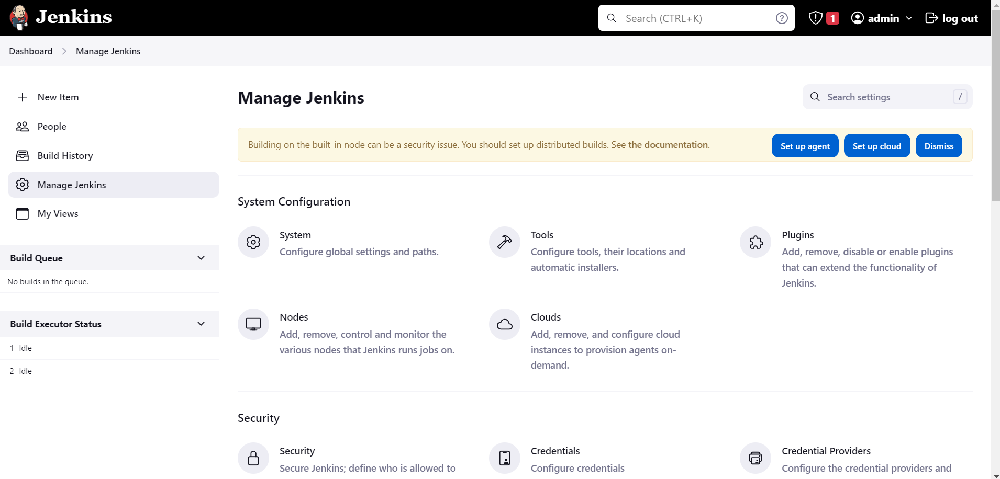 Jenkins
Search (CTRL+K)
?
1
admin
log out
Dashboard
Manage Jenkins
New Item
People
Build History
Manage Jenkins
My Views
Build Queue
No builds in the queue.
Build Executor Status
1 Idle
2 Idle
Manage Jenkins
Search settings
/
Building on the built-in node can be a security issue. You should set up distributed builds. See the documentation.
Set up agent
Set up cloud
Dismiss
System Configuration
System
Configure global settings and paths.
Tools
Configure tools, their locations and
automatic installers.
Plugins
Add, remove, disable or enable plugins
that can extend the functionality of
Jenkins.
Nodes
Add, remove, control and monitor the
various nodes that Jenkins runs jobs on.
Clouds
Add, remove, and configure cloud
instances to provision agents on-
demand.
Security
Security
Secure Jenkins; define who is allowed to
Credentials
Configure credentials
Credential Providers
Configure the credential providers and